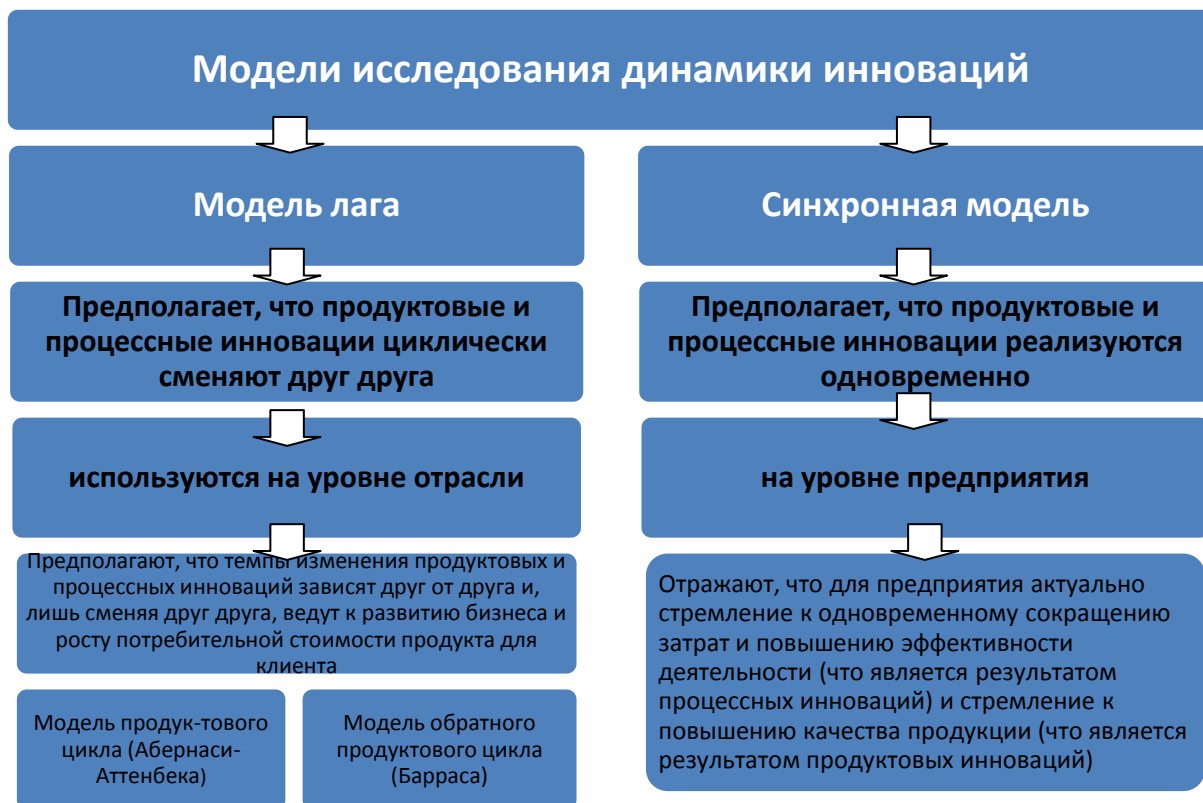 Модели исследования динамики инноваций
Модель лага
Предполагает, что продуктовые и
процессные инновации циклически
сменяют друг друга
используются на уровне отрасли
Предполагают, что темпы изменения продуктовых и
процессных инноваций зависят друг от друга и,
лишь сменяя друг друга, ведут к развитию бизнеса и
росту потребительной стоимости продукта для
клиента
Модель продук-тового
цикла (Абернаси-
Аттенбека)
Модель обратного
продуктового цикла
(Барраса)
Синхронная модель
Предполагает, что продуктовые и
процессные инновации реализуются
одновременно
на уровне предприятия
Отражают, что для предприятия актуально
стремление к одновременному сокращению
затрат и повышению эффективности
деятельности (что является результатом
процессных инноваций) и стремление к
повышению качества продукции (что является
результатом продуктовых инноваций)